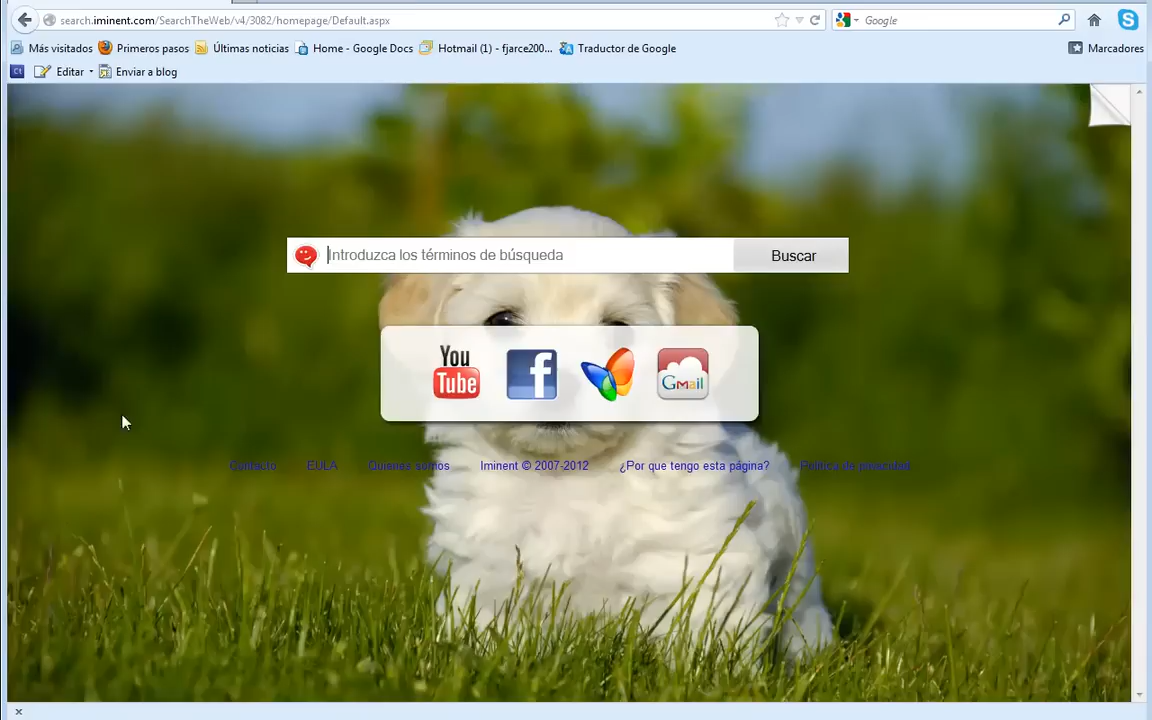 search.iminent.com/SearchTheWeb/v4/3082/homepage/Default.aspx
Google
Más visitados
Primeros pasos
Últimas noticias
Home - Google Docs
Hotmail (1) - fjarce200...
Traductor de Google
Marcadores
Ct
Editar
Enviar a blog
Introduzca los términos de búsqueda
Buscar
You
Tube
f
Gmail
Contacto
EULA
Quienes somos
Iminent © 2007-2012
¿Por que tengo esta página?
Política de privacidad